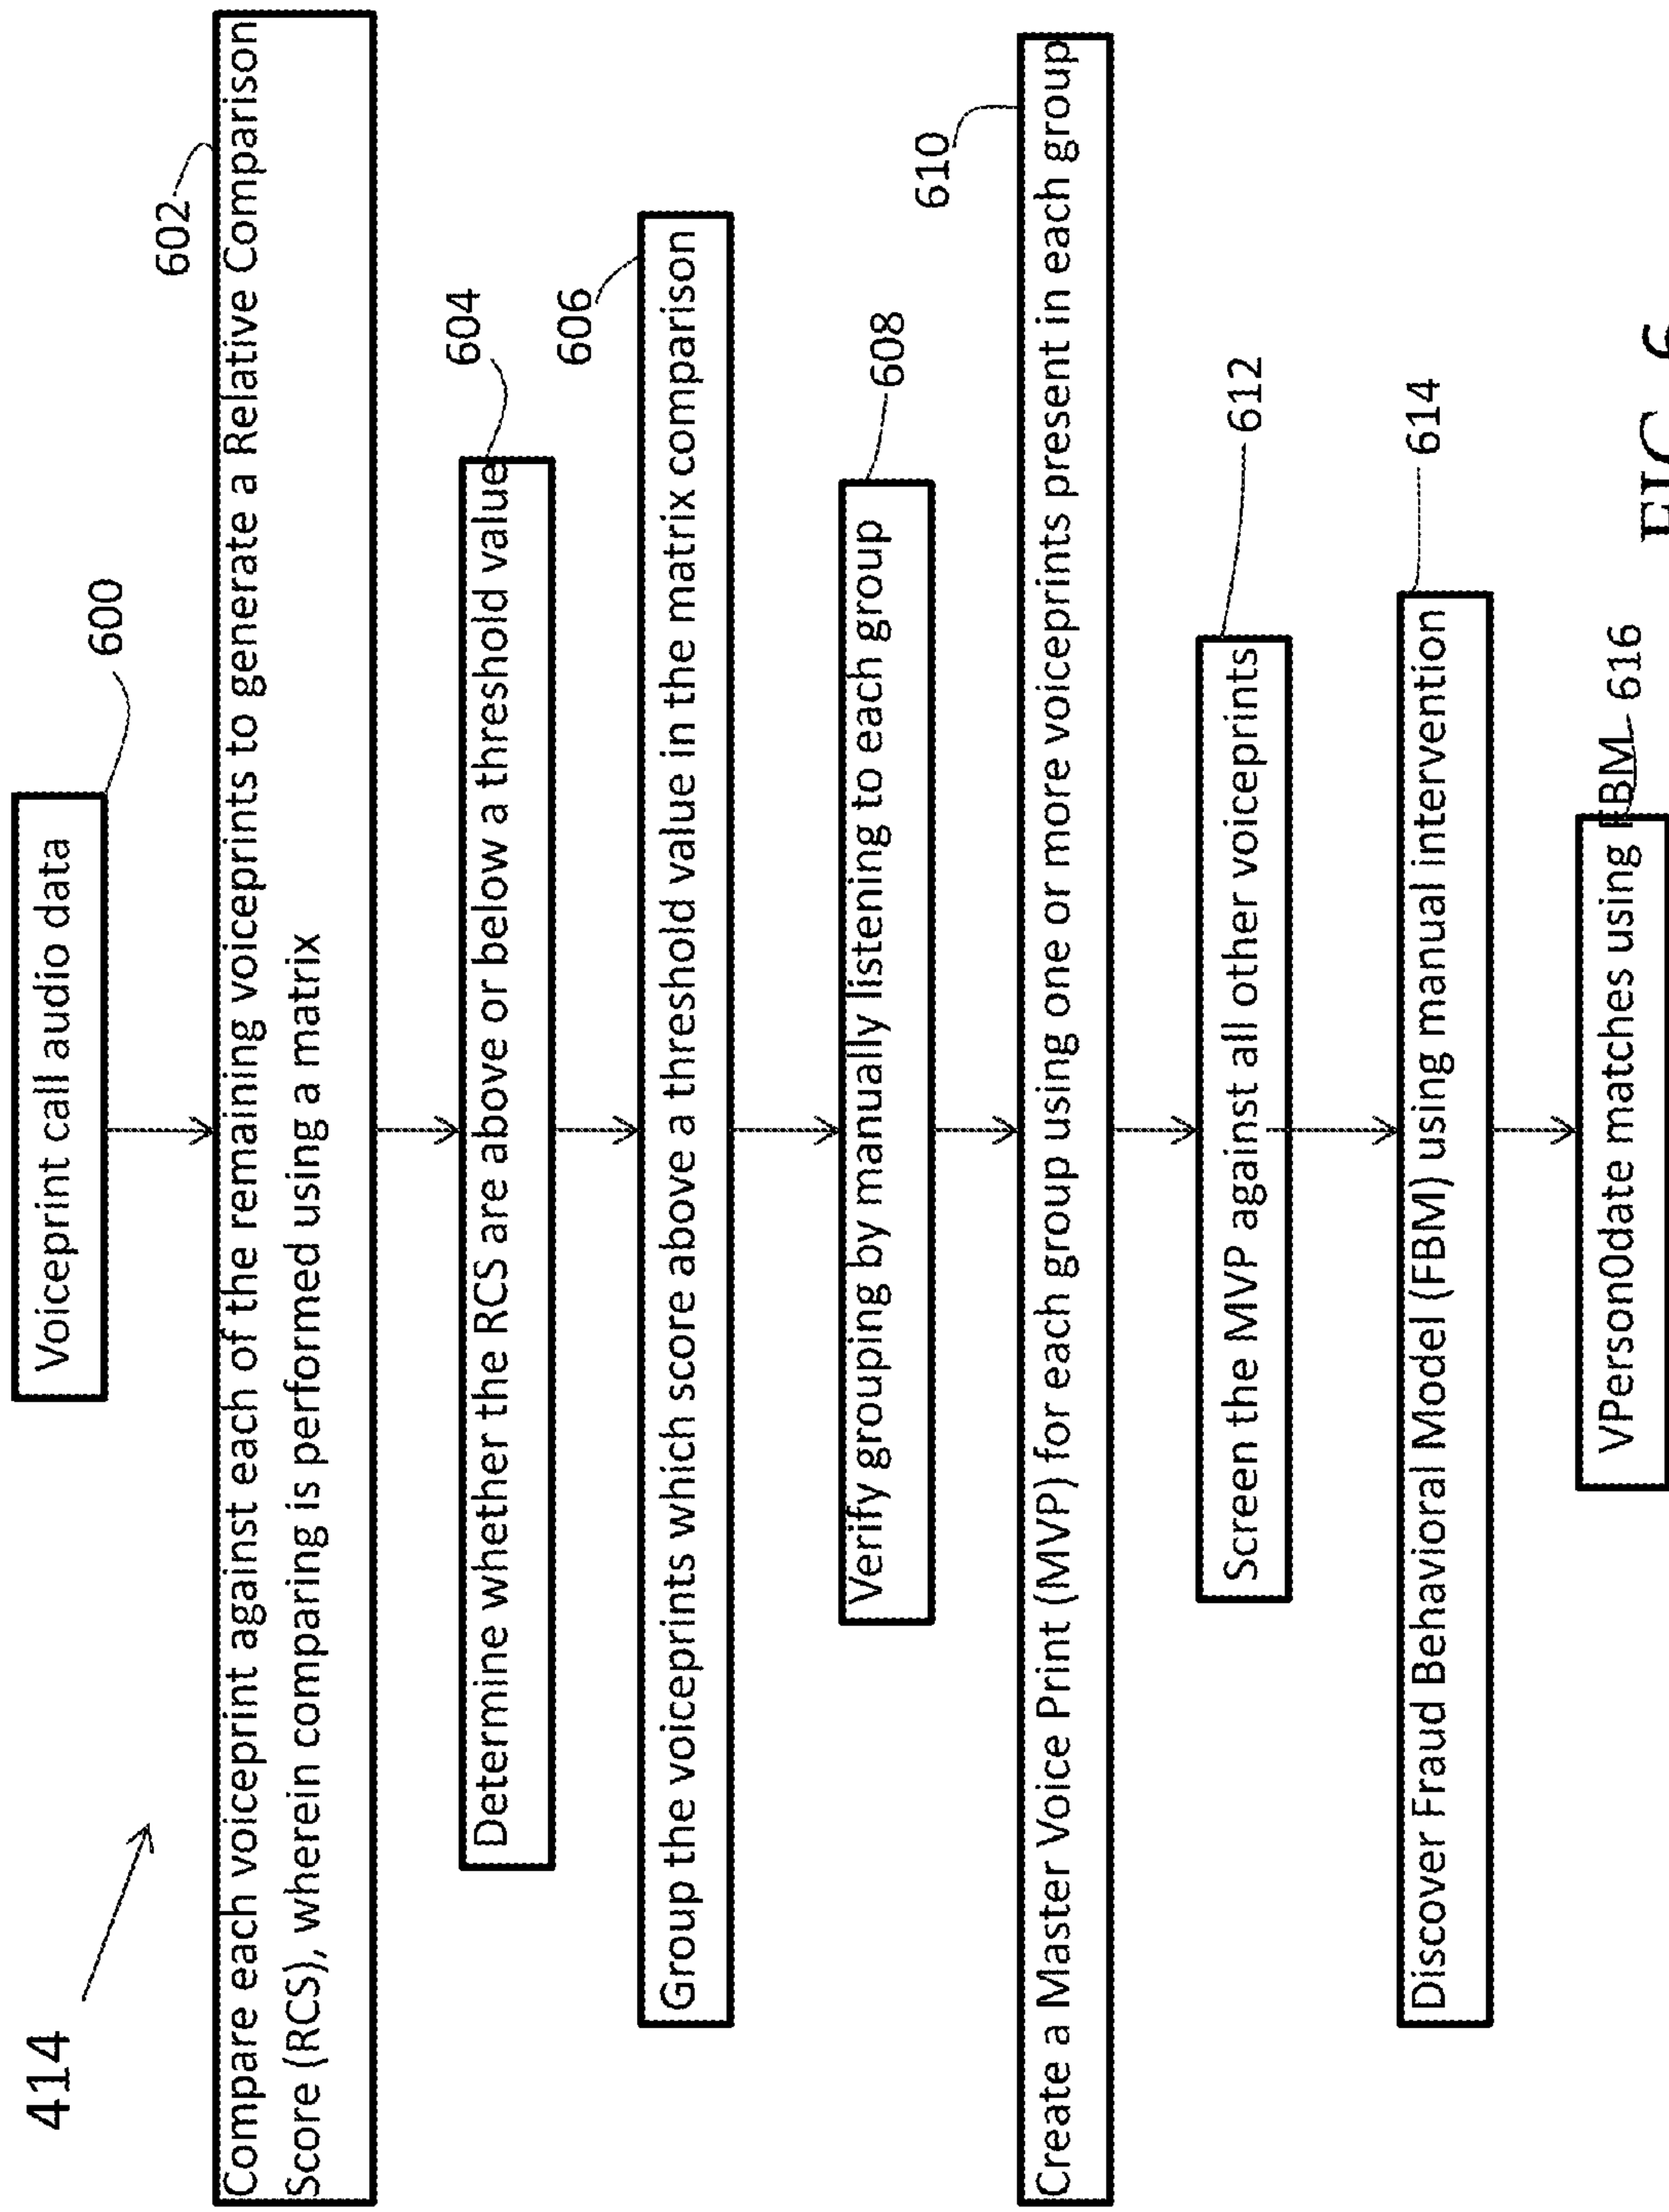 414
Voiceprint call audio data
600
602
Compare each voiceprint against each of the remaining voiceprints to generate a Relative Comparison
Score (RCS), wherein comparing is performed using a matrix
604
Determine whether the RCS are above or below a threshold value
606
Group the voiceprints which score above a threshold value in the matrix comparison
608
Verify grouping by manually listening to each group
610
Create a Master Voice Print (MVP) for each group using one or more voiceprints present in each group
612
Screen the MVP against all other voiceprints
614
Discover Fraud Behavioral Model (FBM) using manual intervention
616
VPerson0date matches using FBM
FIG. 6